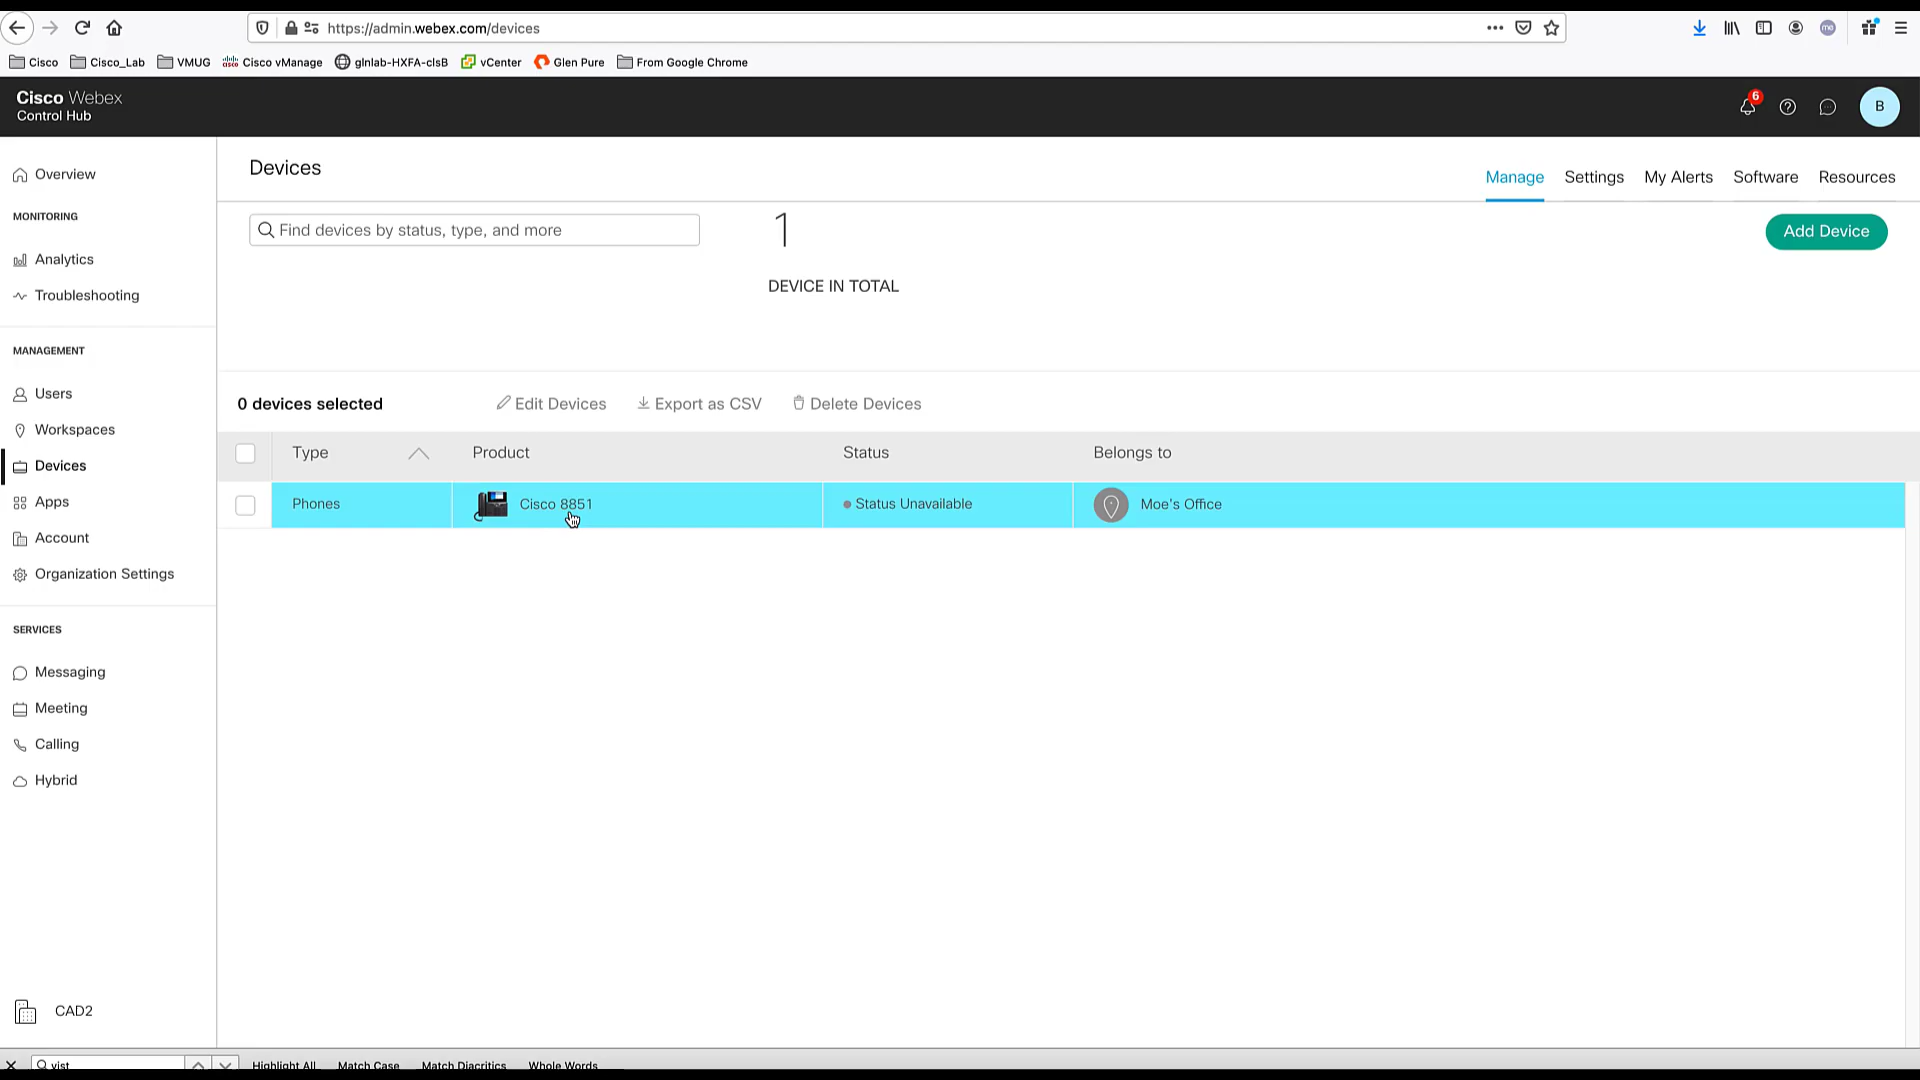 https://admin.webex.com/devices
Cisco
Cisco_Lab
VMUG
Cisco vManage
glnlab-HXFA-clsB
vCenter
Glen Pure
From Google Chrome
Cisco Webex
Control Hub
6
B
me
Overview
MONITORING
Analytics
Troubleshooting
MANAGEMENT
Users
Workspaces
Devices
Apps
Account
Organization Settings
SERVICES
Messaging
Meeting
Calling
Hybrid
CAD2
Devices
Manage
Settings
My Alerts
Software
Resources
Find devices by status, type, and more
1
DEVICE IN TOTAL
Add Device
0 devices selected
Edit Devices
Export as CSV
Delete Devices
Type
Product
Status
Belongs to
Phones
Cisco 8851
Status Unavailable
Moe's Office
vist
Highlight All
Match Case
Match Diacritics
Whole Words